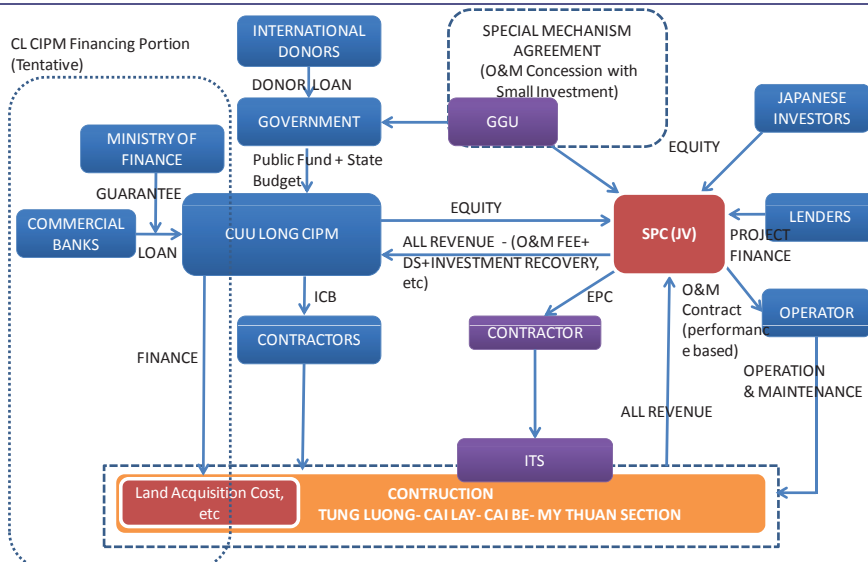 CL CIPM Financing Portion
(Tentative)
INTERNATIONAL
DONORS
SPECIAL MECHANISM
AGREEMENT
(O&M Concession with
Small Investment)
DONOR LOAN
JAPANESE
INVESTORS
MINISTRY OF
FINANCE
GOVERNMENT
GGU
EQUITY
Public Fund + State
Budget
GUARANTEE
COMMERCIAL
BANKS
LOAN
CUU LONG CIPM
EQUITY
ALL REVENUE - (O&M FEE+
DS+INVESTMENT RECOVERY,
etc)
SPC (JV)
LENDERS
PROJECT
FINANCE
ICB
EPC
O&M
Contract
(performanc
e based)
OPERATOR
CONTRACTORS
CONTRACTOR
FINANCE
OPERATION
& MAINTENANCE
ALL REVENUE
ITS
Land Acquisition Cost,
etc
CONTRUCTION
TUNG LUONG- CAI LAY- CAI BE- MY THUAN SECTION